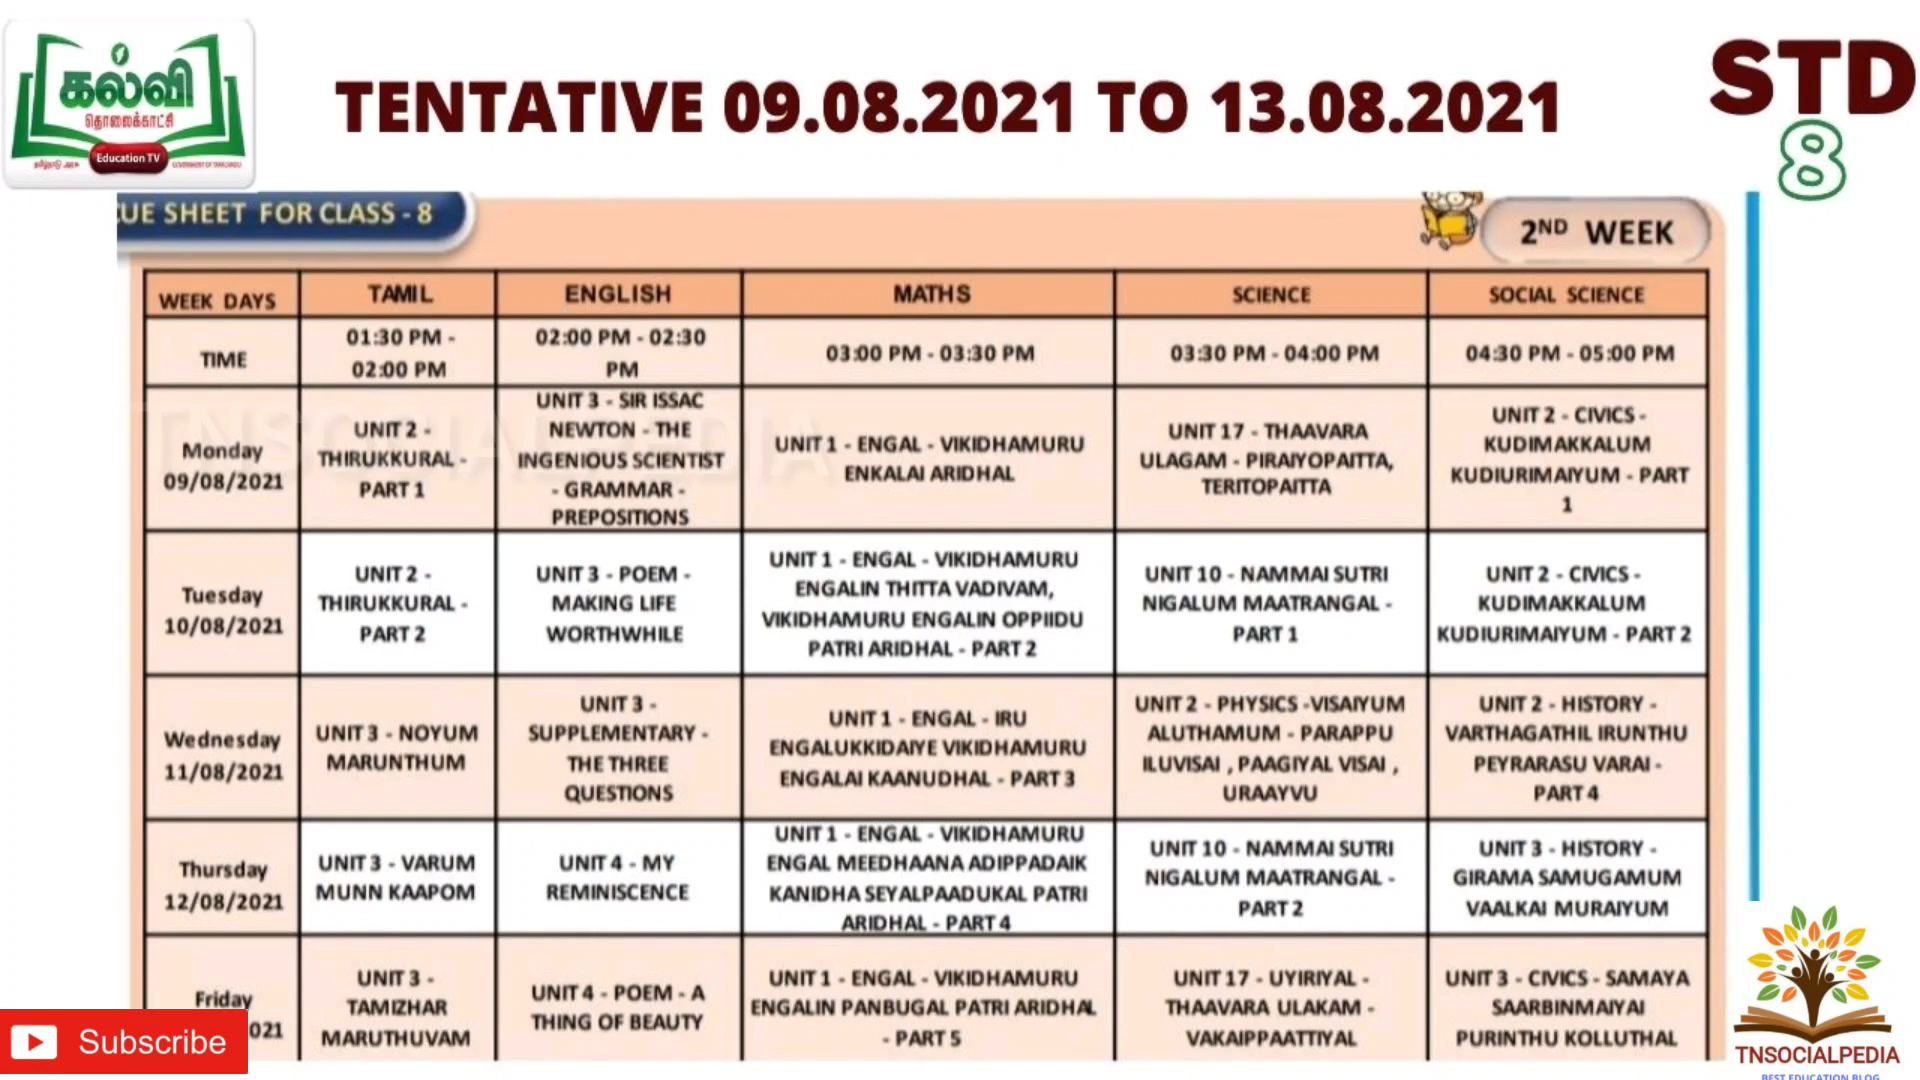 கல்வி
தொலைக்காட்சி
தமிழ்நாடு அரசு
Education TV
GOVERNMENT OF TAMILNADU
TENTATIVE 09.08.2021 TO 13.08.2021
STD
8
CUE SHEET FOR CLASS - 8
2ND WEEK
WEEK DAYS
TAMIL
ENGLISH
MATHS
SCIENCE
SOCIAL SCIENCE
TIME
01:30 PM -
02:00 PM
02:00 PM - 02:30
PM
03:00 PM - 03:30 PM
03:30 PM - 04:00 PM
04:30 PM - 05:00 PM
Monday
09/08/2021
UNIT 2 -
THIRUKKURAL -
PART 1
UNIT 3 - SIR ISSAC
NEWTON - THE
INGENIOUS SCIENTIST
- GRAMMAR -
PREPOSITIONS
UNIT 1 - ENGAL - VIKIDHAMURU
ENKALAI ARIDHAL
UNIT 17 - THAAVARA
ULAGAM - PIRAIYOPAITTA,
TERITOPAITTA
UNIT 2 - CIVICS -
KUDIMAKKALUM
KUDIURIMAIYUM - PART
1
Tuesday
10/08/2021
UNIT 2 -
THIRUKKURAL -
PART 2
UNIT 3 - POEM -
MAKING LIFE
WORTHWHILE
UNIT 1 - ENGAL - VIKIDHAMURU
ENGALIN THITTA VADIVAM,
VIKIDHAMURU ENGALIN OPPIIDU
PATRI ARIDHAL - PART 2
UNIT 10 - NAMMAI SUTRI
NIGALUM MAATRANGAL -
PART 1
UNIT 2 - CIVICS -
KUDIMAKKALUM
KUDIURIMAIYUM - PART 2
Wednesday
11/08/2021
UNIT 3 - NOYUM
MARUNTHUM
UNIT 3 -
SUPPLEMENTARY -
THE THREE
QUESTIONS
UNIT 1 - ENGAL - IRU
ENGALUKKIDAIYE VIKIDHAMURU
ENGALAI KAANUDHAL - PART 3
UNIT 2 - PHYSICS -VISAIYUM
ALUTHAMUM - PARAPPU
ILUVISAI , PAAGIYAL VISAI ,
URAAYVU
UNIT 2 - HISTORY -
VARTHAGATHIL IRUNTHU
PEYRARASU VARAI -
PART 4
Thursday
12/08/2021
UNIT 3 - VARUM
MUNN KAAPOM
UNIT 4 - MY
REMINISCENCE
UNIT 1 - ENGAL - VIKIDHAMURU
ENGAL MEEDHAANA ADIPPADAIK
KANIDHA SEYALPAADUKAL PATRI
ARIDHAL - PART 4
UNIT 10 - NAMMAI SUTRI
NIGALUM MAATRANGAL -
PART 2
UNIT 3 - HISTORY -
GIRAMA SAMUGAMUM
VAALKAI MURAIYUM
Friday
021
UNIT 3 -
TAMIZHAR
MARUTHUVAM
UNIT 4 - POEM - A
THING OF BEAUTY
UNIT 1 - ENGAL - VIKIDHAMURU
ENGALIN PANBUGAL PATRI ARIDHAL
- PART 5
UNIT 17 - UYIRIYAL -
THAAVARA ULAKAM -
VAKAIPPAATTIYAL
UNIT 3 - CIVICS - SAMAYA
SAARBINMAIYAI
PURINTHU KOLLUTHAL
TNSOCIALPEDIA
Subscribe
TNSOCIALPEDIA
BEST EDUCATION BLOG